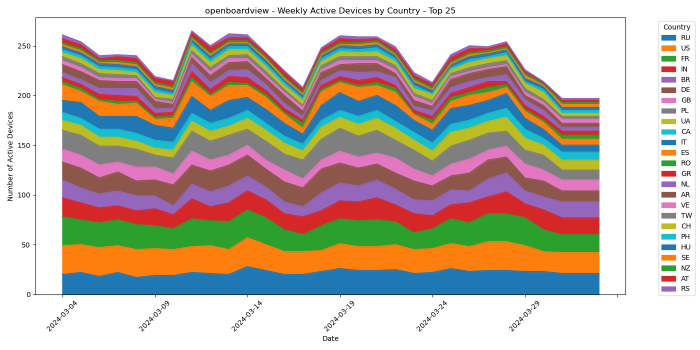 openboardview - Weekly Active Devices by Country - Top 25
Number of Active Devices
250
200
150
100
50
0
2024-03-04
2024-03-09
2024-03-14
2024-03-19
2024-03-24
2024-03-29
Date
Country
RU
US
FR
IN
BR
DE
GB
PL
UA
CA
IT
ES
RO
GR
NL
AR
VE
TW
CH
PH
HU
SE
NZ
AT
RS